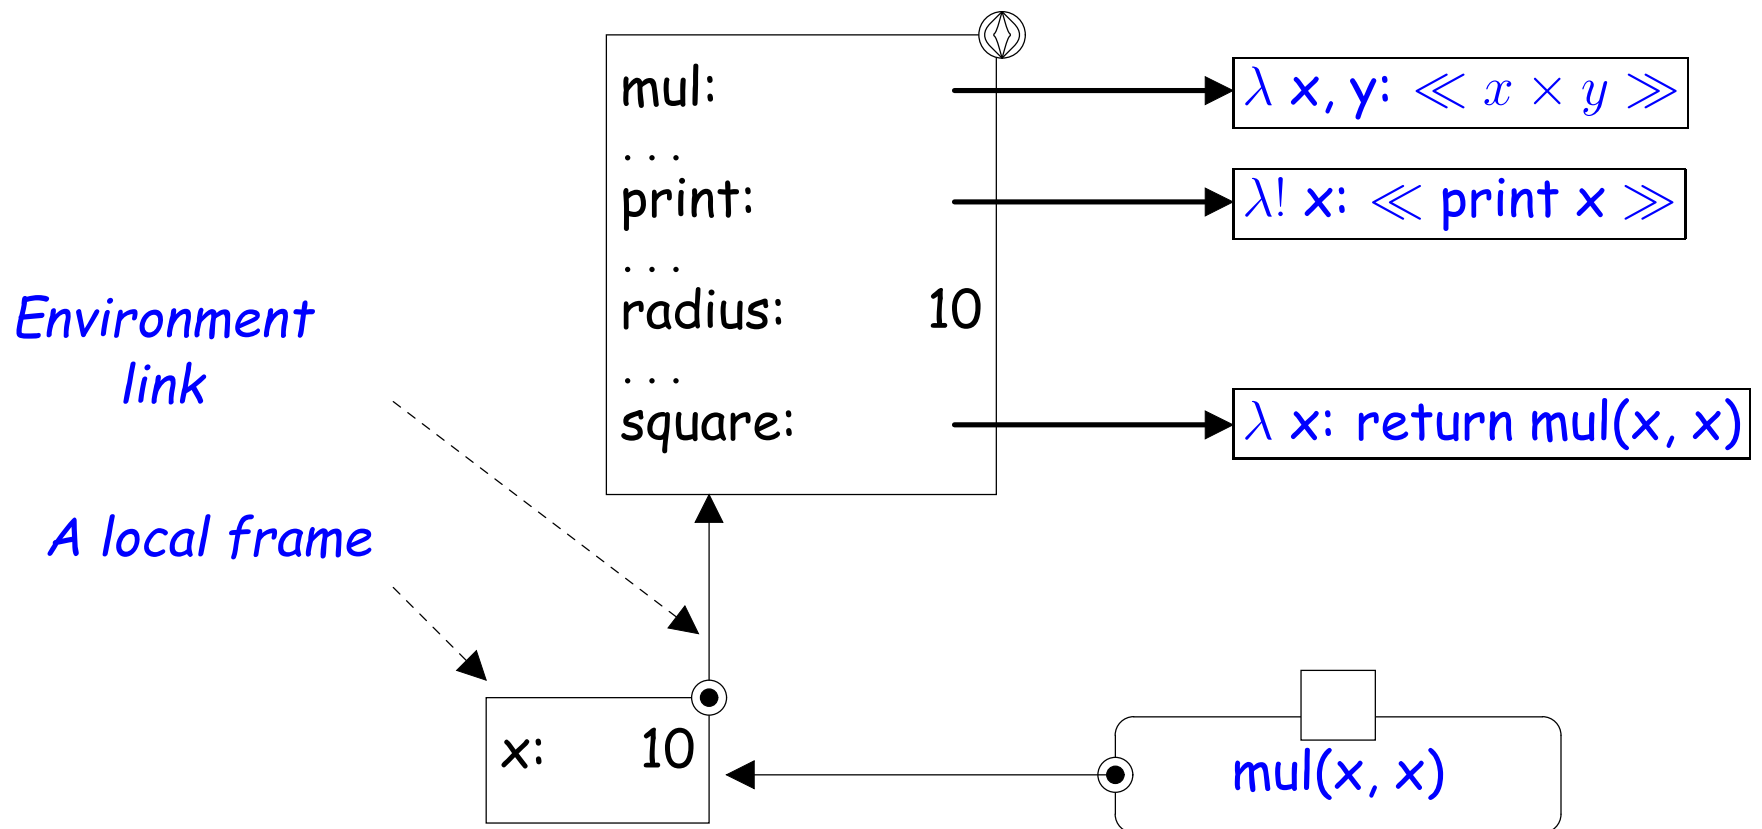 mul:
λ x, y: ≪ x × y ≫
. . .
print:
λ! x: ≪ print x ≫
. . .
radius: 10
. . .
square:
λ x: return mul(x, x)
Environment
link
A local frame
x: 10
mul(x, x)